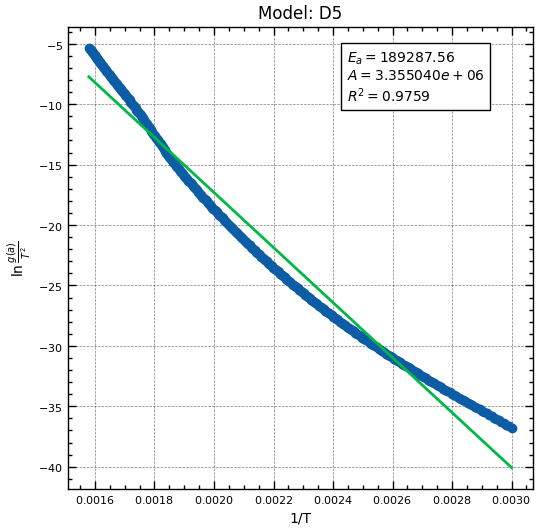 Model: D5
E_a = 189287.56
A = 3.355040e + 06
R^2 = 0.9759
ln g(a)/T^2
−5
−10
−15
−20
−25
−30
−35
−40
0.0016 0.0018 0.0020 0.0022 0.0024 0.0026 0.0028 0.0030
1/T